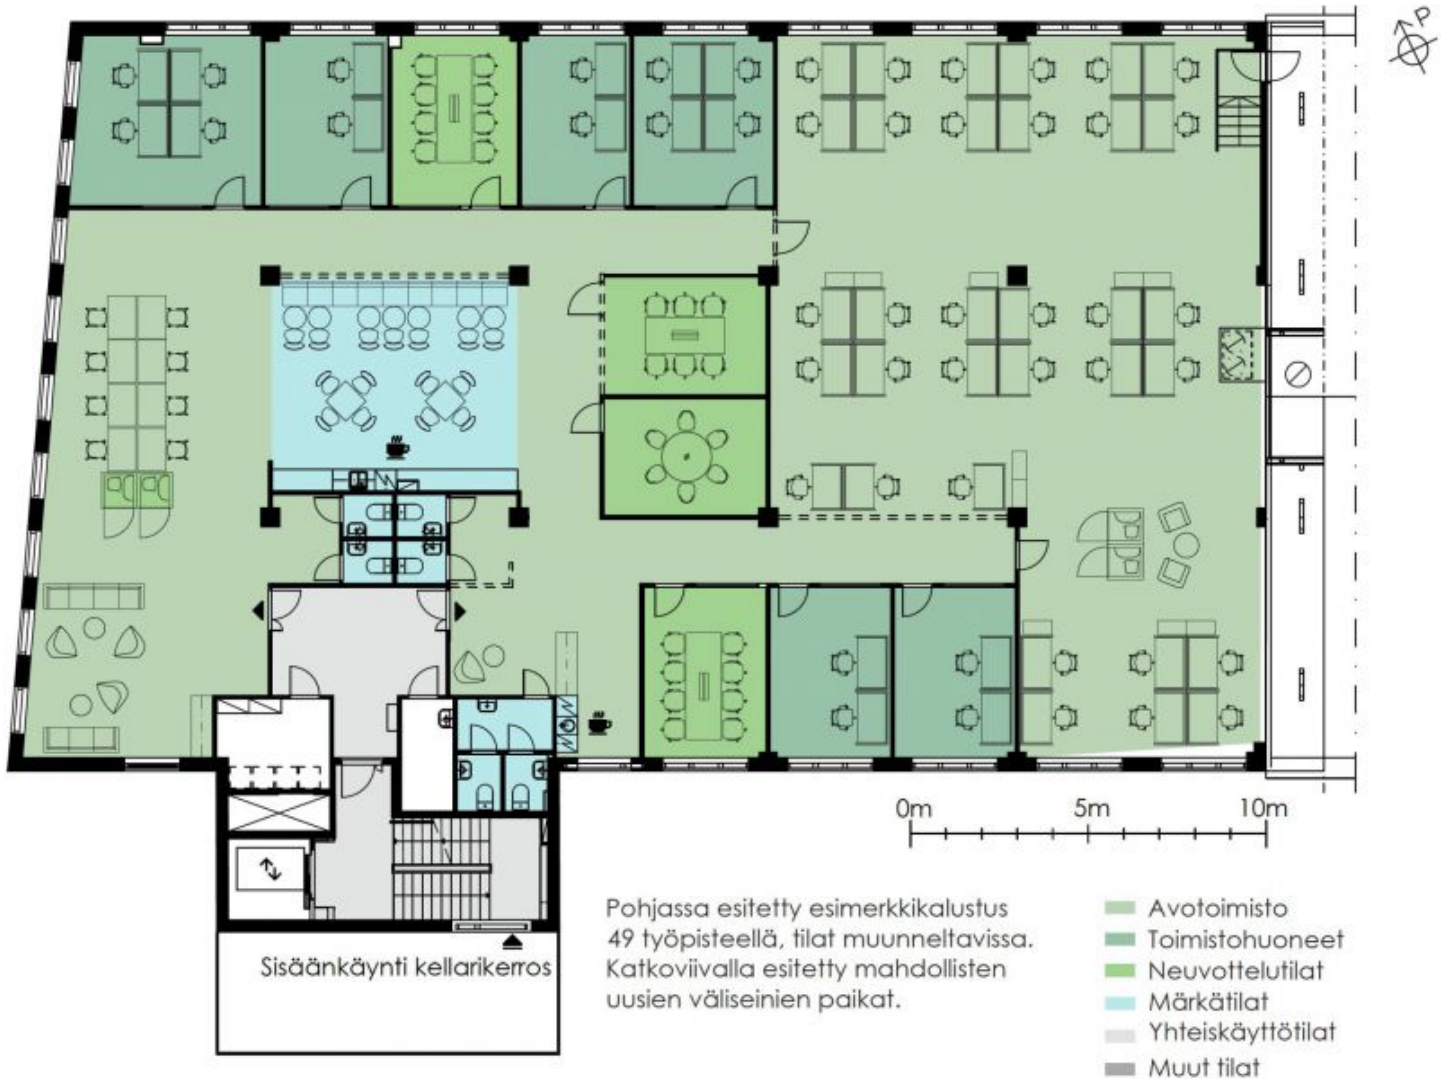 P
0m 5m 10m
Pohjassa esitetty esimerkkikalustus
49 työpisteellä, tilat muunneltavissa.
Katkoviivalla esitetty mahdollisten
uusien väliseinien paikat.
Sisäänkäynti kellarikerros
Avotoimisto
Toimistohuoneet
Neuvottelutilat
Märkätilat
Yhteiskäyttötilat
Muut tilat